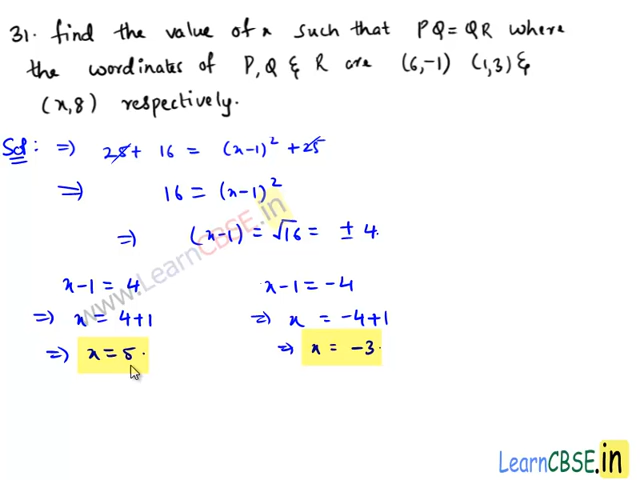 31. find the value of x such that PQ = QR where
the coordinates of P, Q & R are (6,-1) (1,3) &
(x,8) respectively.
Sol: => 25 + 16 = (x-1)² + 25
=> 16 = (x-1)²
=> (x-1) = √16 = ± 4.
x-1 = 4
=> x = 4+1
=> x = 5.
x-1 = -4
=> x = -4+1
=> x = -3.
www.LearnCBSE.in
LearnCBSE.in